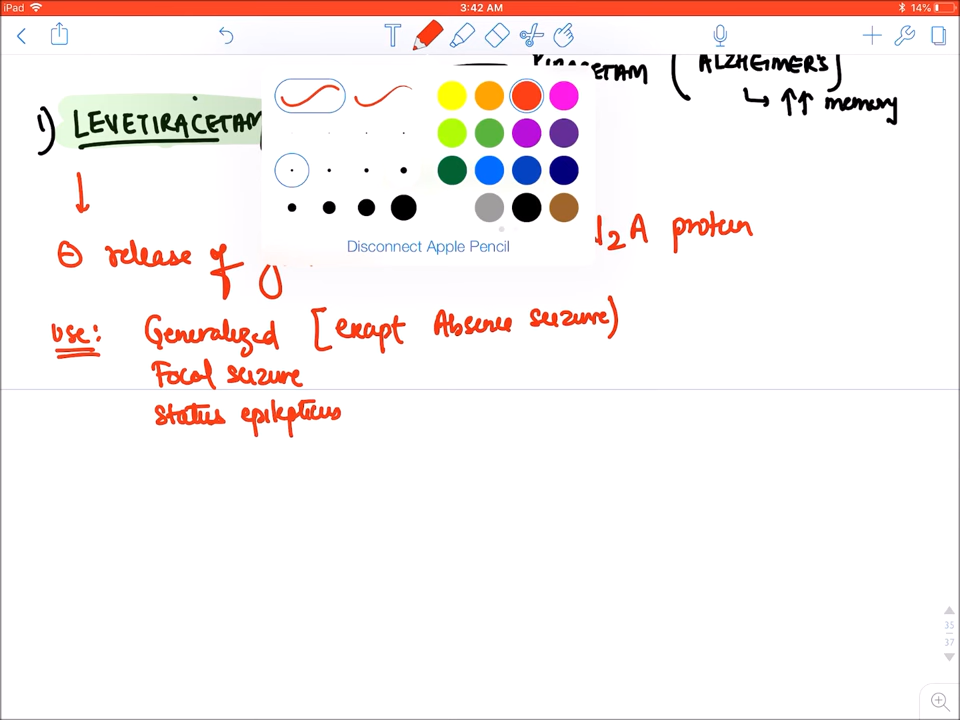 iPad 3:42 AM 14%
T
ALZHEIMER'S
↳ ↑↑ memory
1) LEVETIRACETAM
↓
⊖ release of
2A protein
Disconnect Apple Pencil
Use: Generalized [except Absence seizure)
Focal seizure
Status epilepticus
35
37